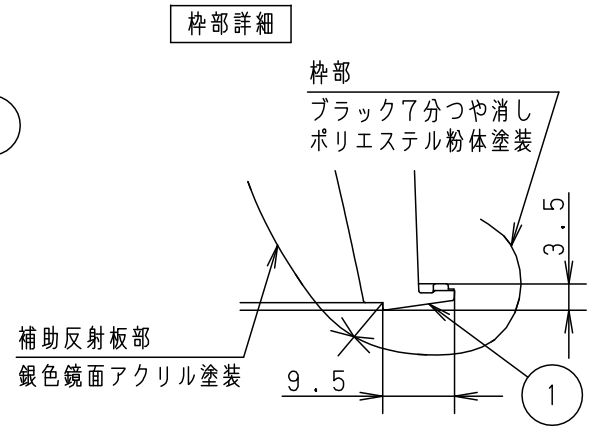 枠部詳細
枠部
ブラック7分つや消し
ポリエステル粉体塗装
3.5
補助反射板部
銀色鏡面アクリル塗装
9.5
1